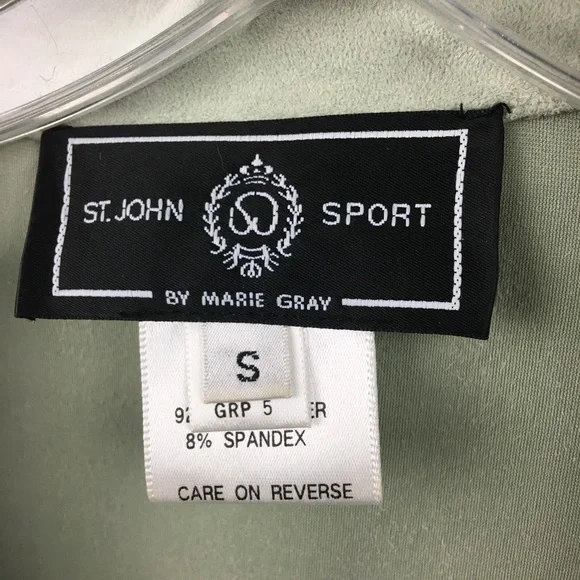 ST. JOHN SPORT
BY MARIE GRAY
S
GRP 5
8% SPANDEX
CARE ON REVERSE